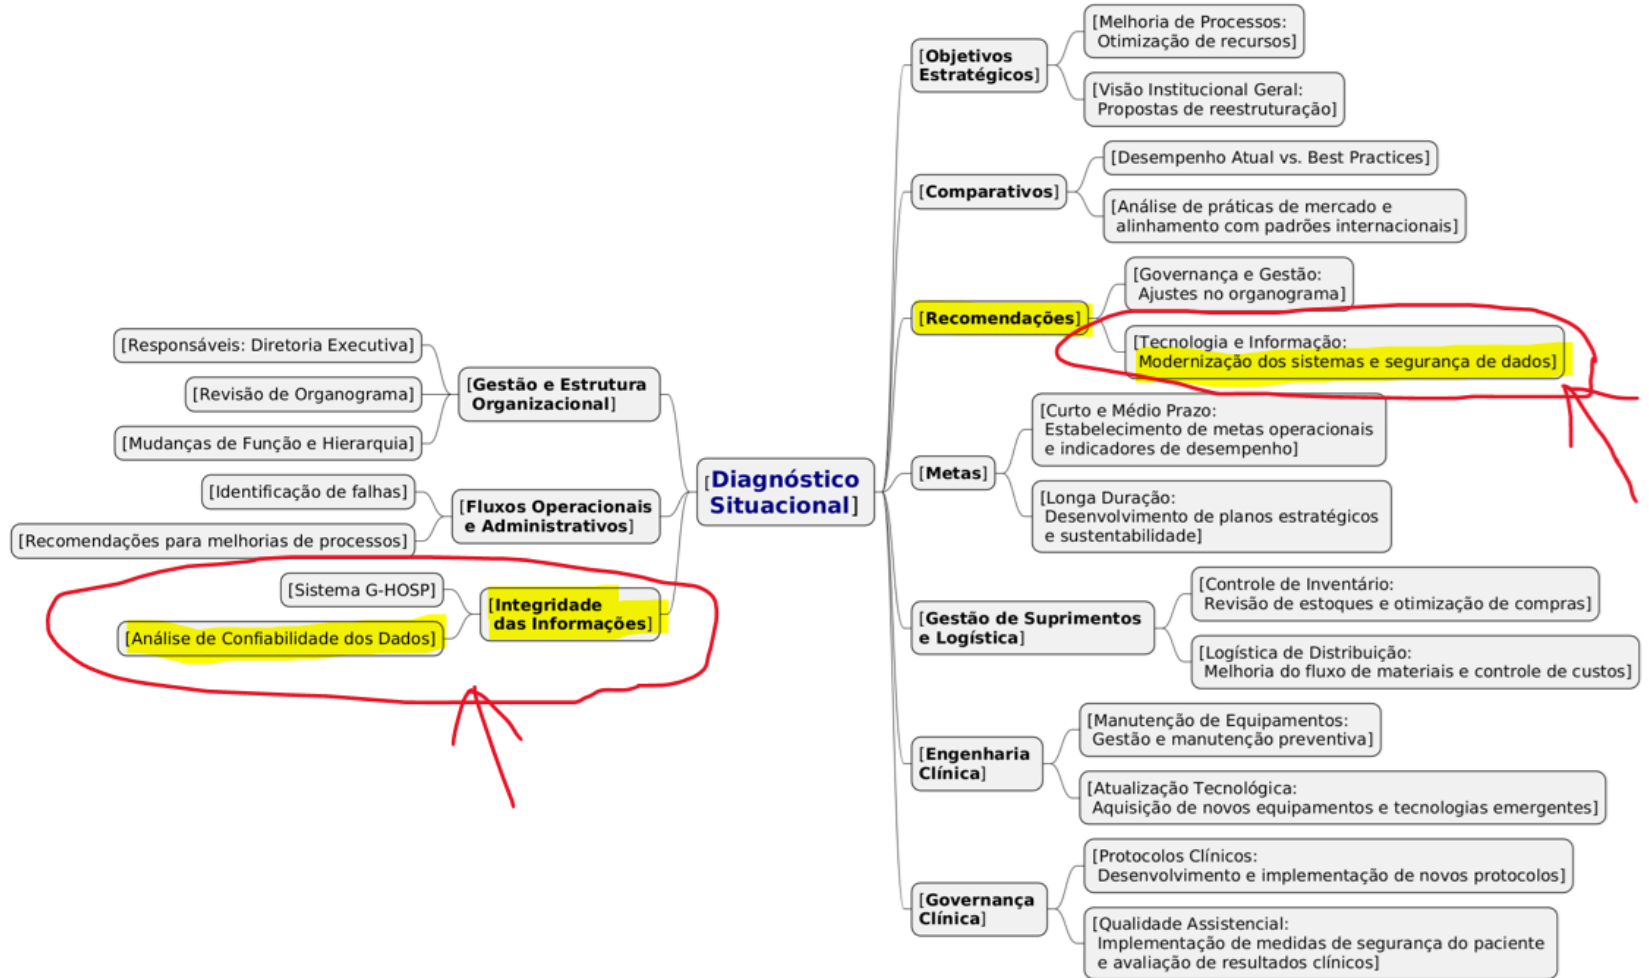 [Diagnóstico
Situacional]
[Objetivos
Estratégicos]
[Melhoria de Processos:
Otimização de recursos]
[Visão Institucional Geral:
Propostas de reestruturação]
[Comparativos]
[Desempenho Atual vs. Best Practices]
[Análise de práticas de mercado e
alinhamento com padrões internacionais]
[Recomendações]
[Governança e Gestão:
Ajustes no organograma]
[Tecnologia e Informação:
Modernização dos sistemas e segurança de dados]
[Metas]
[Curto e Médio Prazo:
Estabelecimento de metas operacionais
e indicadores de desempenho]
[Longa Duração:
Desenvolvimento de planos estratégicos
e sustentabilidade]
[Gestão de Suprimentos
e Logística]
[Controle de Inventário:
Revisão de estoques e otimização de compras]
[Logística de Distribuição:
Melhoria do fluxo de materiais e controle de custos]
[Engenharia
Clínica]
[Manutenção de Equipamentos:
Gestão e manutenção preventiva]
[Atualização Tecnológica:
Aquisição de novos equipamentos e tecnologias emergentes]
[Governança
Clínica]
[Protocolos Clínicos:
Desenvolvimento e implementação de novos protocolos]
[Qualidade Assistencial:
Implementação de medidas de segurança do paciente
e avaliação de resultados clínicos]
[Gestão e Estrutura
Organizacional]
[Responsáveis: Diretoria Executiva]
[Revisão de Organograma]
[Mudanças de Função e Hierarquia]
[Fluxos Operacionais
e Administrativos]
[Identificação de falhas]
[Recomendações para melhorias de processos]
[Integridade
das Informações]
[Sistema G-HOSP]
[Análise de Confiabilidade dos Dados]